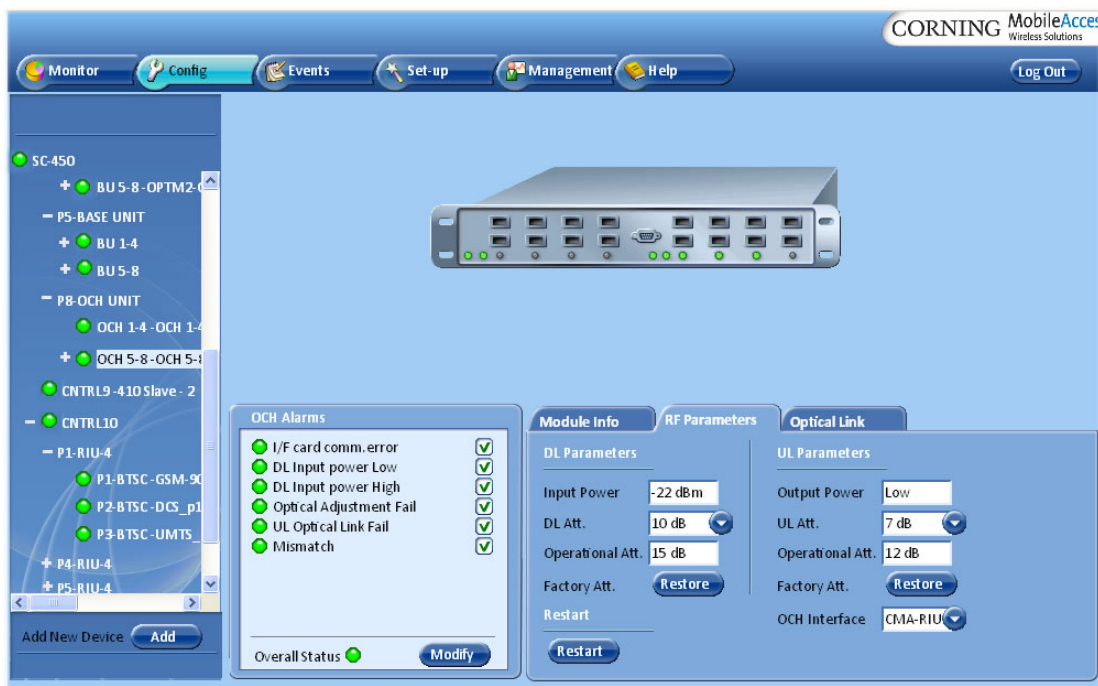 CORNING MobileAcces
Wireless Solutions
Monitor Config Events Set-up Management Help Log Out
SC-450
+ BU 5-8-OPTM2-
− P5-BASE UNIT
+ BU 1-4
+ BU 5-8
− P8-OCH UNIT
OCH 1-4 -OCH 1-4
+ OCH 5-8-OCH 5-8
CNTRL9-410 Slave - 2
− CNTRL10
− P1-RIU-4
P1-BTSC-GSM-90
P2-BTSC-DCS_p1
P3-BTSC-UMTS_
+ P4-RIU-4
+ P5-RIU-4
Add New Device Add
OCH Alarms
I/F card comm.error
DL Input power Low
DL Input power High
Optical Adjustment Fail
UL Optical Link Fail
Mismatch
Overall Status Modify
Module Info RF Parameters Optical Link
DL Parameters
Input Power -22 dBm
DL Att. 10 dB
Operational Att. 15 dB
Factory Att. Restore
Restart
Restart
UL Parameters
Output Power Low
UL Att. 7 dB
Operational Att. 12 dB
Factory Att. Restore
OCH Interface CMA-RIU